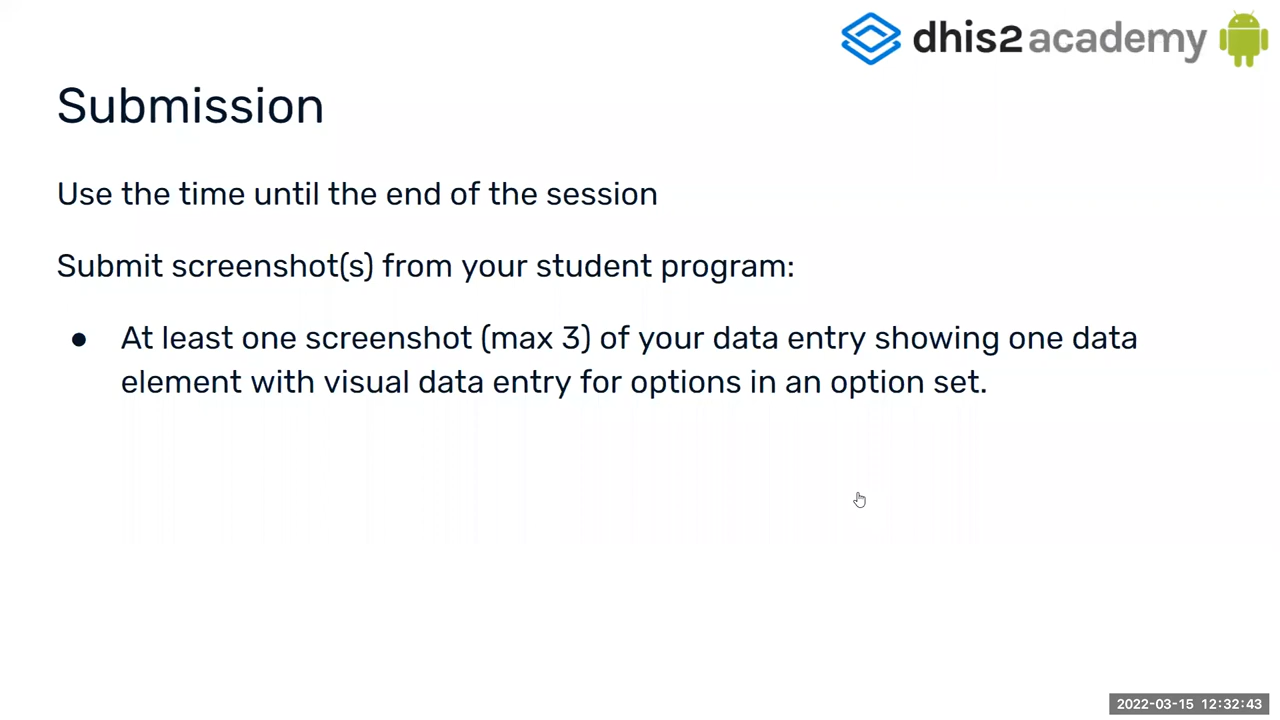 dhis2 academy
Submission
Use the time until the end of the session
Submit screenshot(s) from your student program:
● At least one screenshot (max 3) of your data entry showing one data
element with visual data entry for options in an option set.
2022-03-15 12:32:43